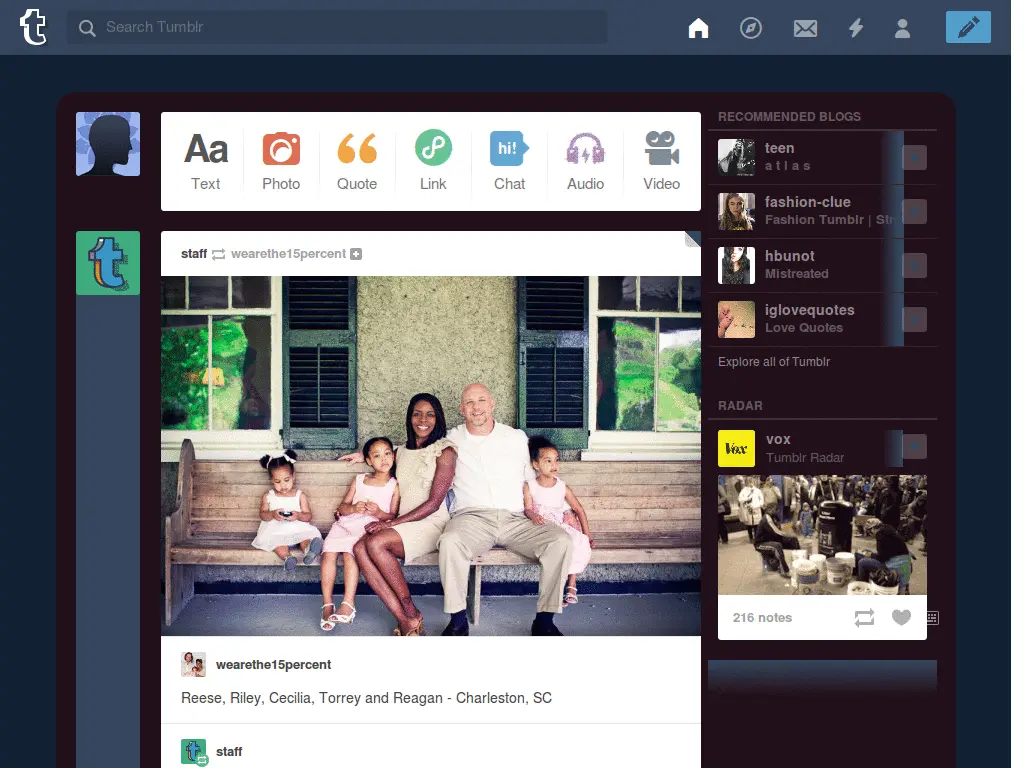 t
Search Tumblr
Aa
hi!
Text
Photo
Quote
Link
Chat
Audio
Video
t
staff wearethe15percent
wearethe15percent
Reese, Riley, Cecilia, Torrey and Reagan - Charleston, SC
t
staff
RECOMMENDED BLOGS
teen
a t l a s
fashion-clue
Fashion Tumblr |
hbunot
Mistreated
iglovequotes
Love Quotes
Explore all of Tumblr
RADAR
Vox
vox
Tumblr Radar
216 notes